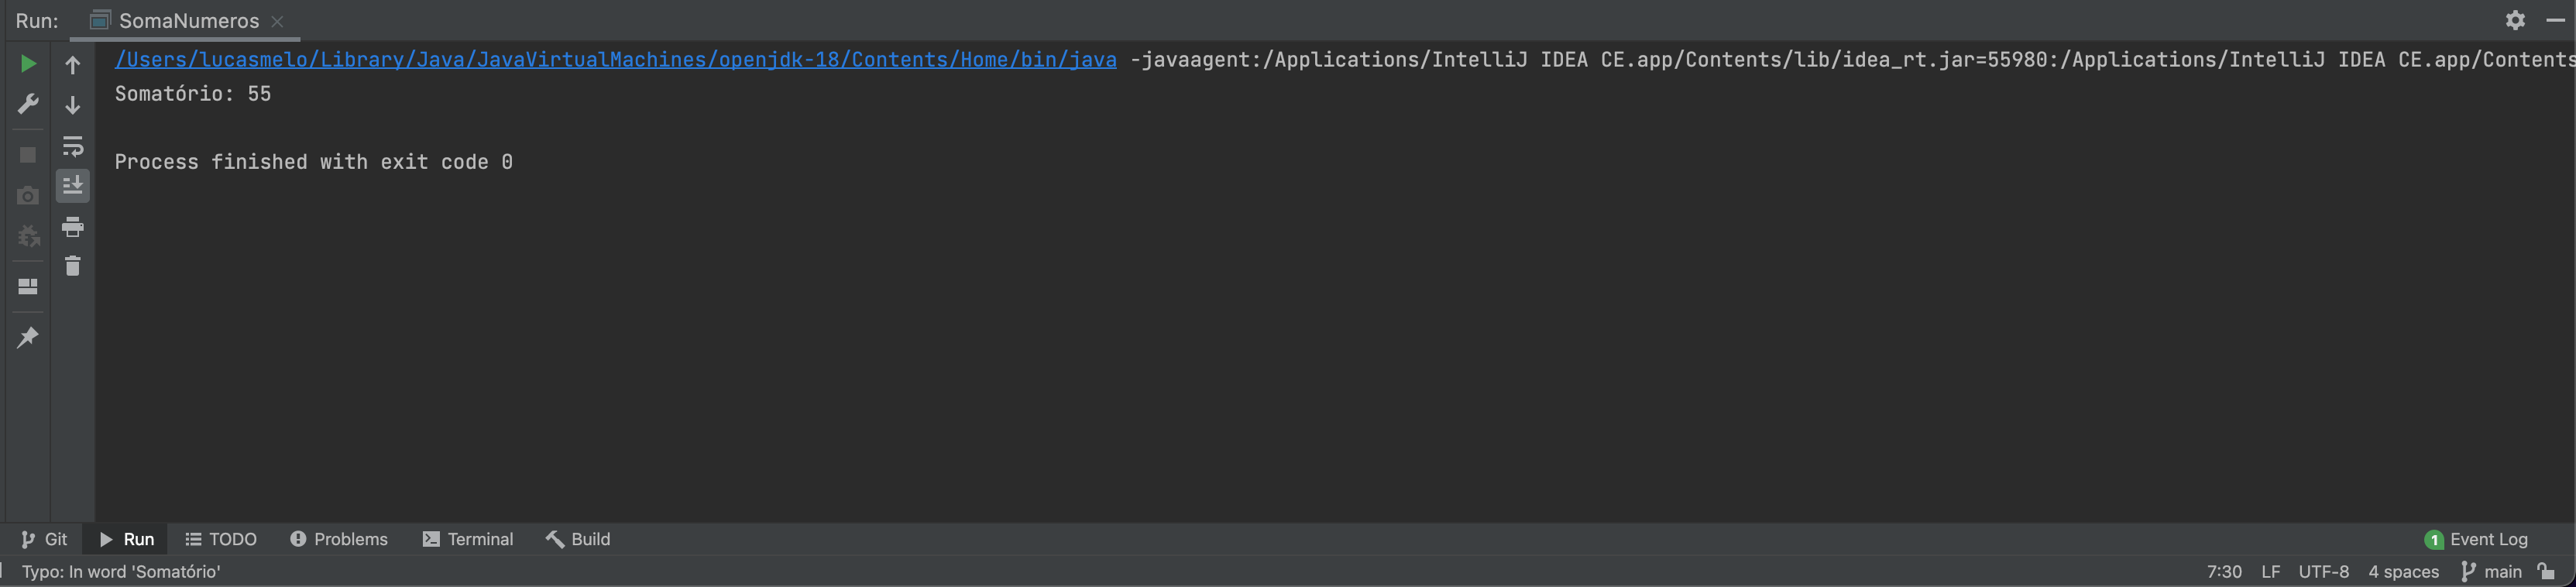 Run: SomaNumeros
/Users/lucasmelo/Library/Java/JavaVirtualMachines/openjdk-18/Contents/Home/bin/java -javaagent:/Applications/IntelliJ IDEA CE.app/Contents/lib/idea_rt.jar=55980:/Applications/IntelliJ IDEA CE.app/Contents
Somatório: 55
Process finished with exit code 0
Git Run TODO Problems Terminal Build 1 Event Log
Typo: In word 'Somatório' 7:30 LF UTF-8 4 spaces main